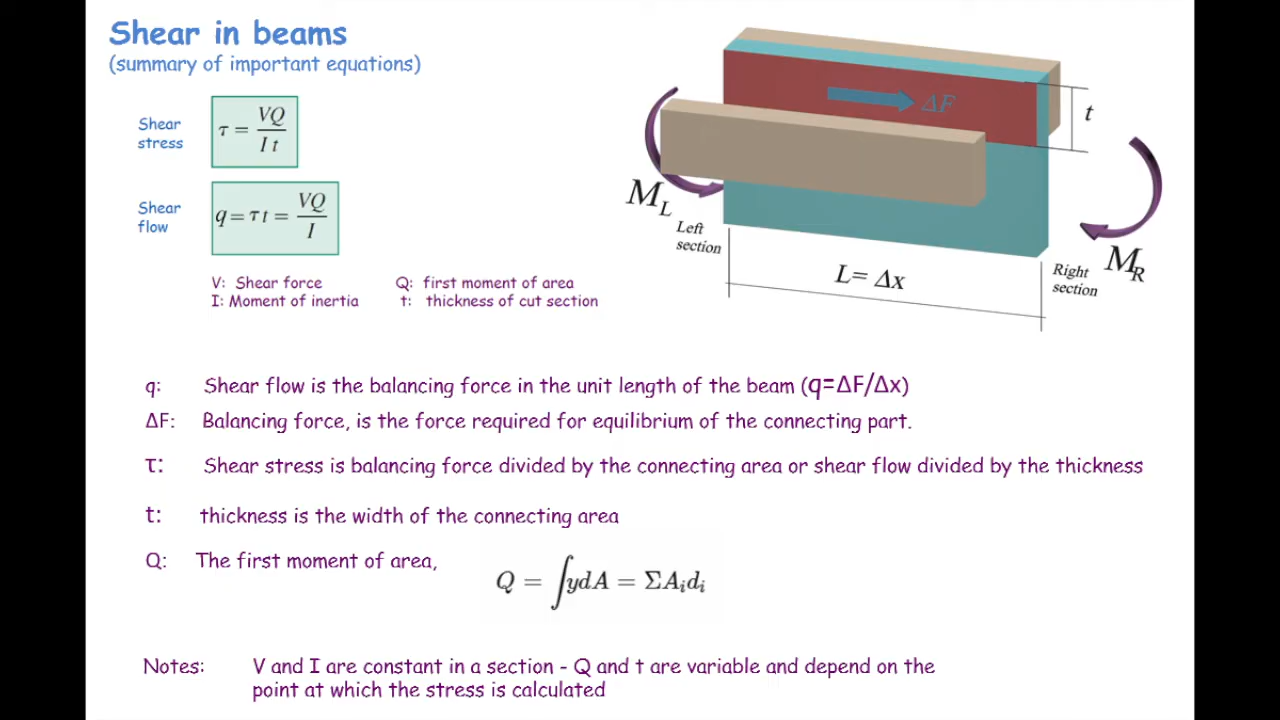 Shear in beams
(summary of important equations)
Shear
stress
τ = VQ / I t
Shear
flow
q = τ t = VQ / I
V: Shear force
Q: first moment of area
I: Moment of inertia
t: thickness of cut section
ΔF
t
M_L
Left
section
L= Δx
Right
section
M_R
q: Shear flow is the balancing force in the unit length of the beam (q=ΔF/Δx)
ΔF: Balancing force, is the force required for equilibrium of the connecting part.
τ: Shear stress is balancing force divided by the connecting area or shear flow divided by the thickness
t: thickness is the width of the connecting area
Q: The first moment of area,
Q = ∫ydA = ΣA_id_i
Notes: V and I are constant in a section - Q and t are variable and depend on the
point at which the stress is calculated